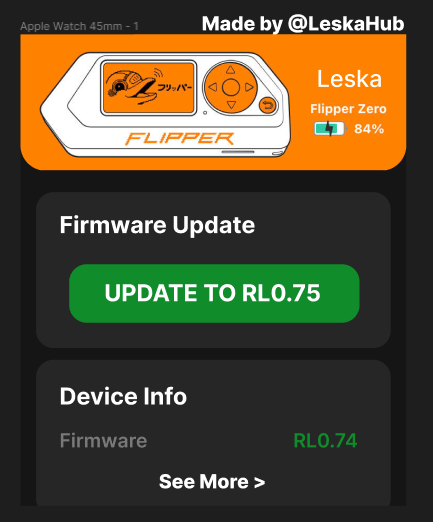 Apple Watch 45mm - 1
Made by @LeskaHub
フリッパー
FLIPPER
Leska
Flipper Zero
84%
Firmware Update
UPDATE TO RL0.75
Device Info
Firmware
RL0.74
See More >